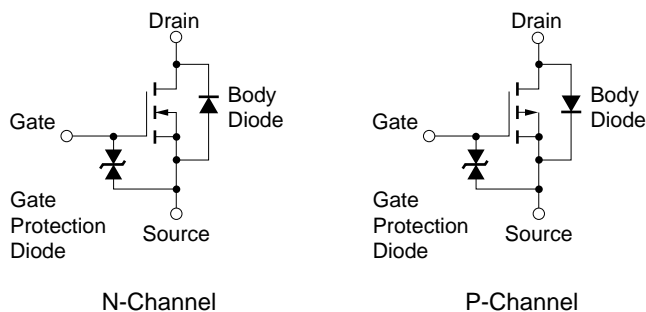 Drain
Body
Diode
Gate
Gate
Protection
Diode
Source
N-Channel
Drain
Body
Diode
Gate
Gate
Protection
Diode
Source
P-Channel